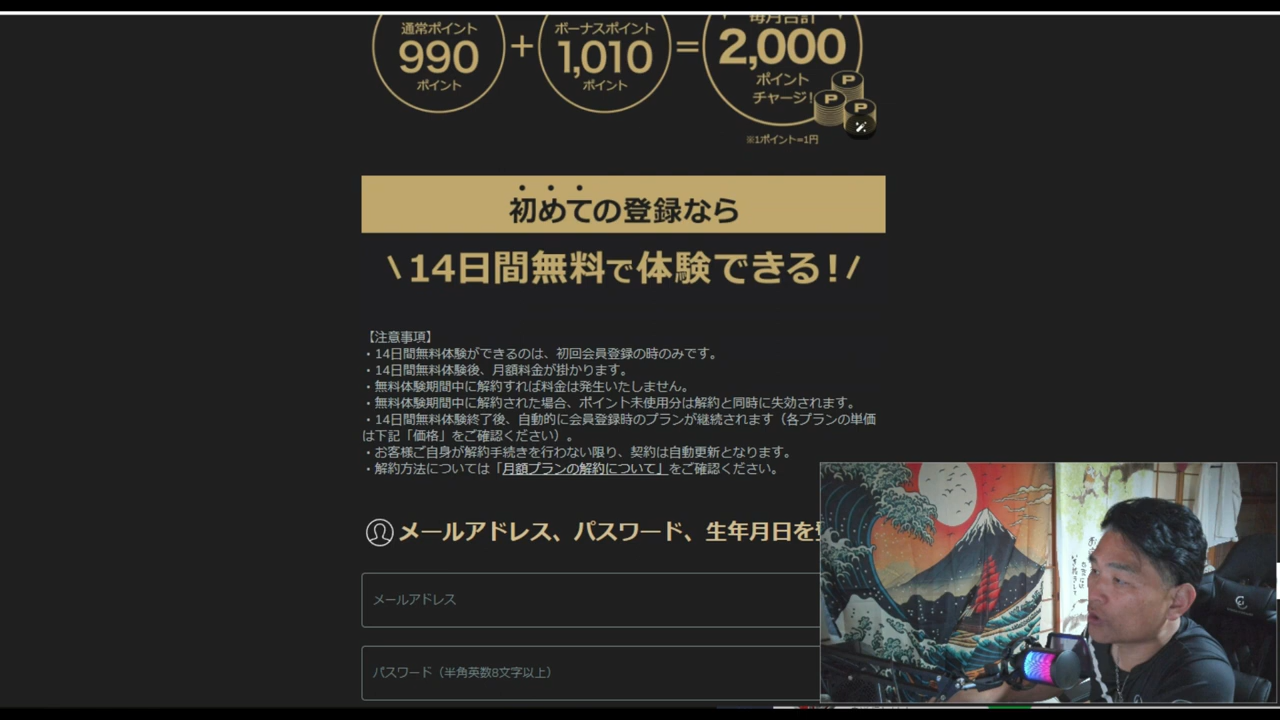 通常ポイント
990
ポイント
+
ボーナスポイント
1,010
ポイント
=
毎月合計
2,000
ポイント
チャージ!
P
P
P
※1ポイント=1円
初めての登録なら
\14日間無料で体験できる!/
【注意事項】
・14日間無料体験ができるのは、初回会員登録の時のみです。
・14日間無料体験後、月額料金が掛かります。
・無料体験期間中に解約すれば料金は発生いたしません。
・無料体験期間中に解約された場合、ポイント未使用分は解約と同時に失効されます。
・14日間無料体験終了後、自動的に会員登録時のプランが継続されます（各プランの単価
は下記「価格」をご確認ください）。
・お客様ご自身が解約手続きを行わない限り、契約は自動更新となります。
・解約方法については「月額プランの解約について」をご確認ください。
メールアドレス、パスワード、生年月日を
メールアドレス
パスワード（半角英数8文字以上）